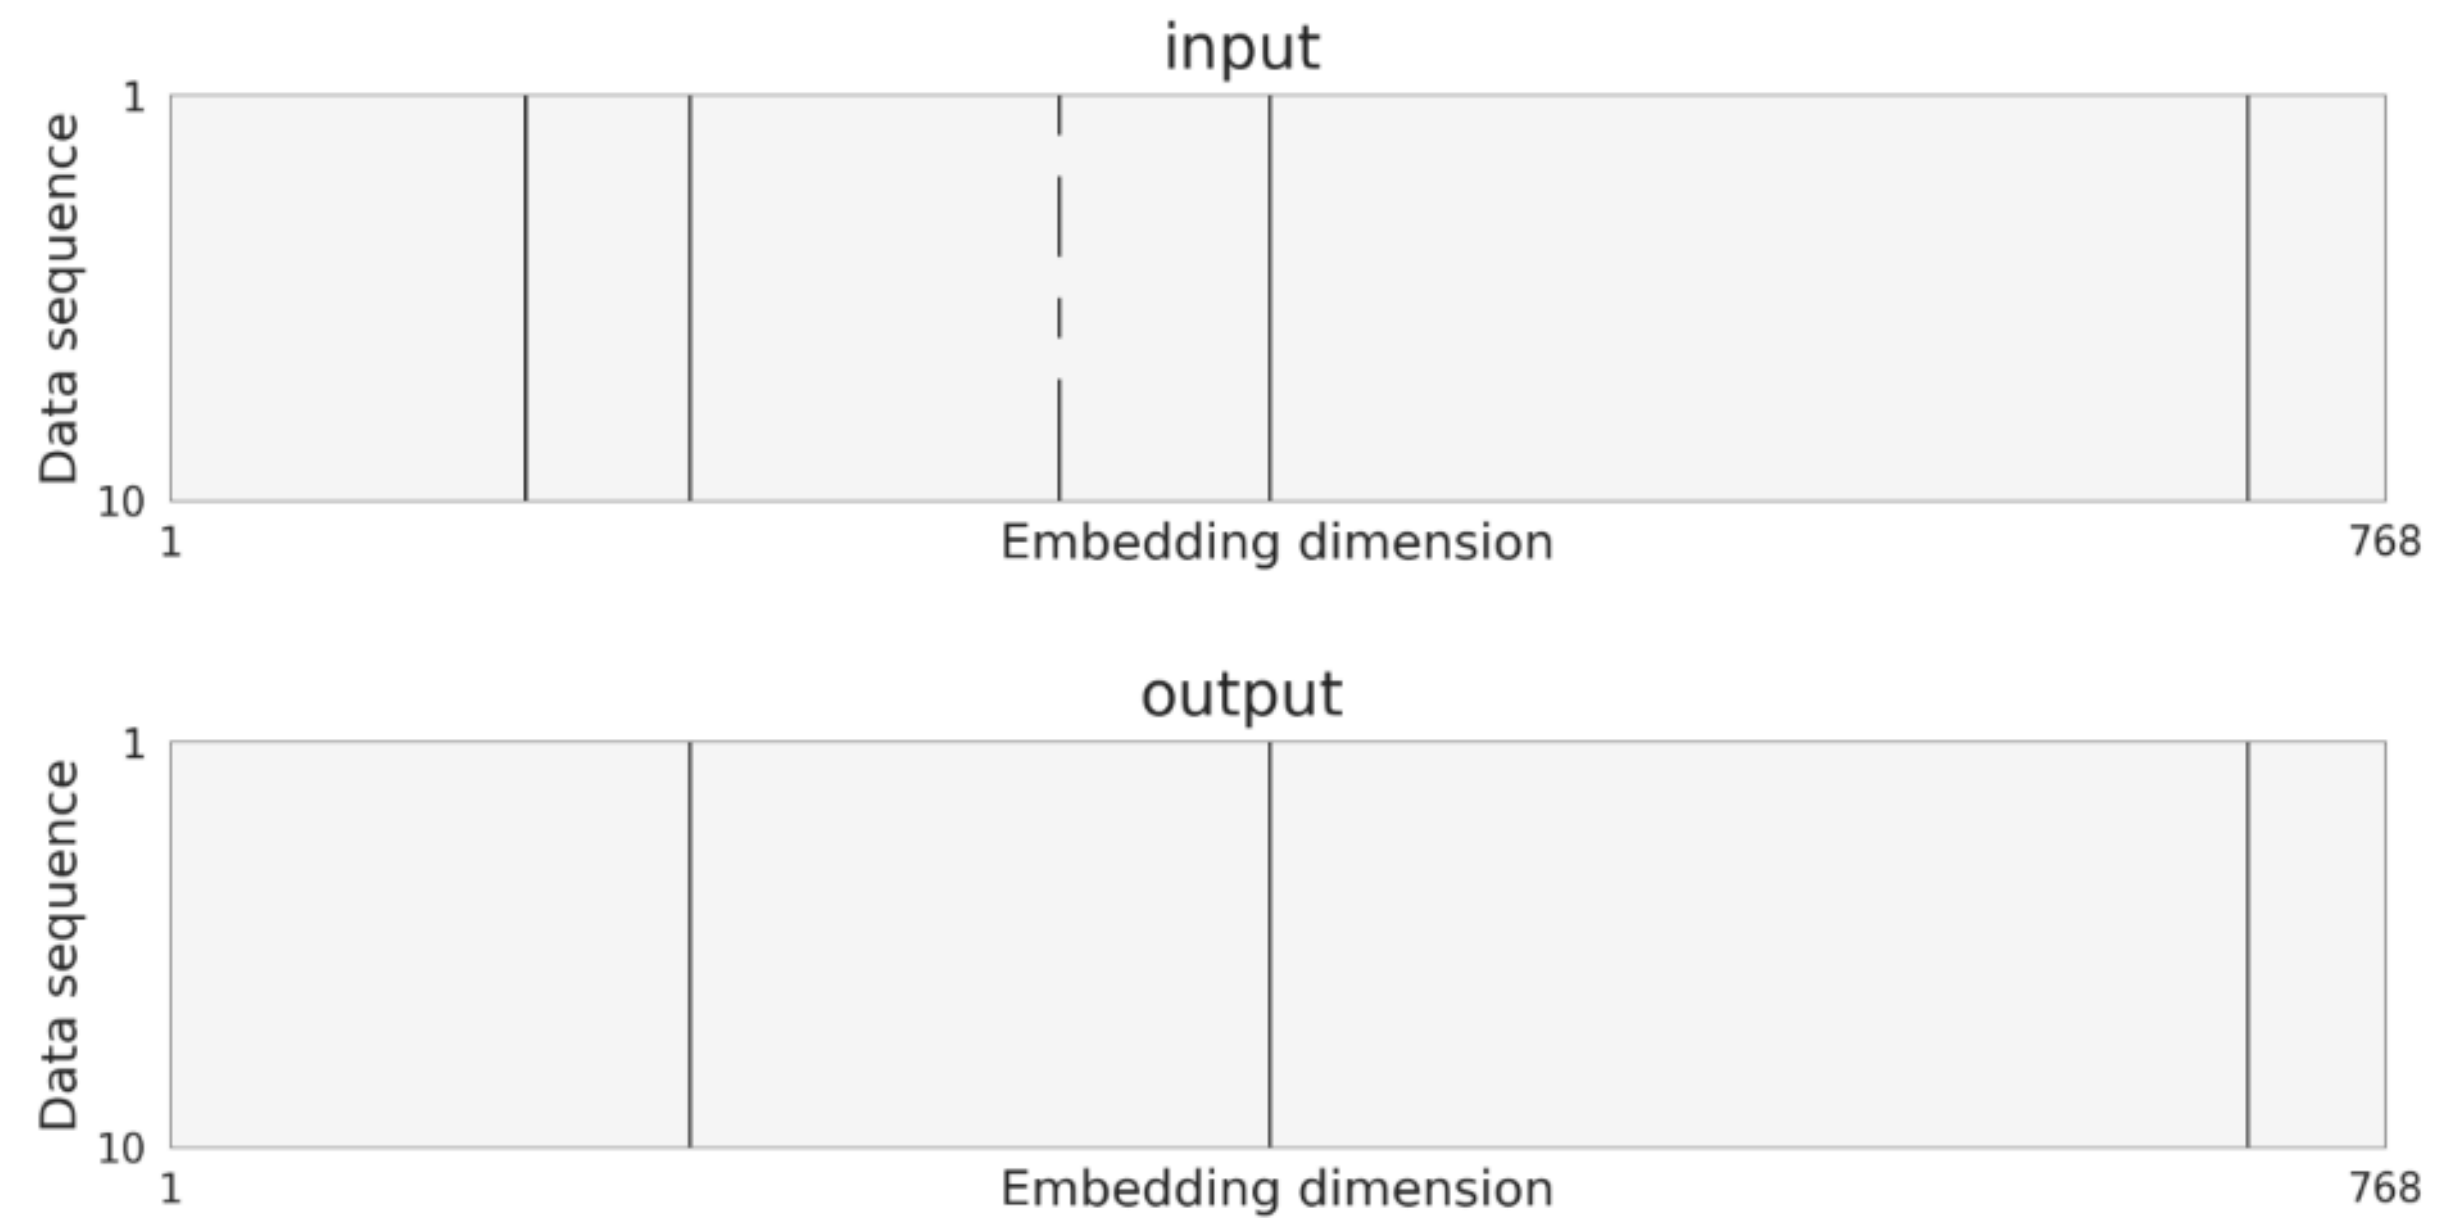 input
1
Data sequence
10
1
Embedding dimension
768
output
1
Data sequence
10
1
Embedding dimension
768